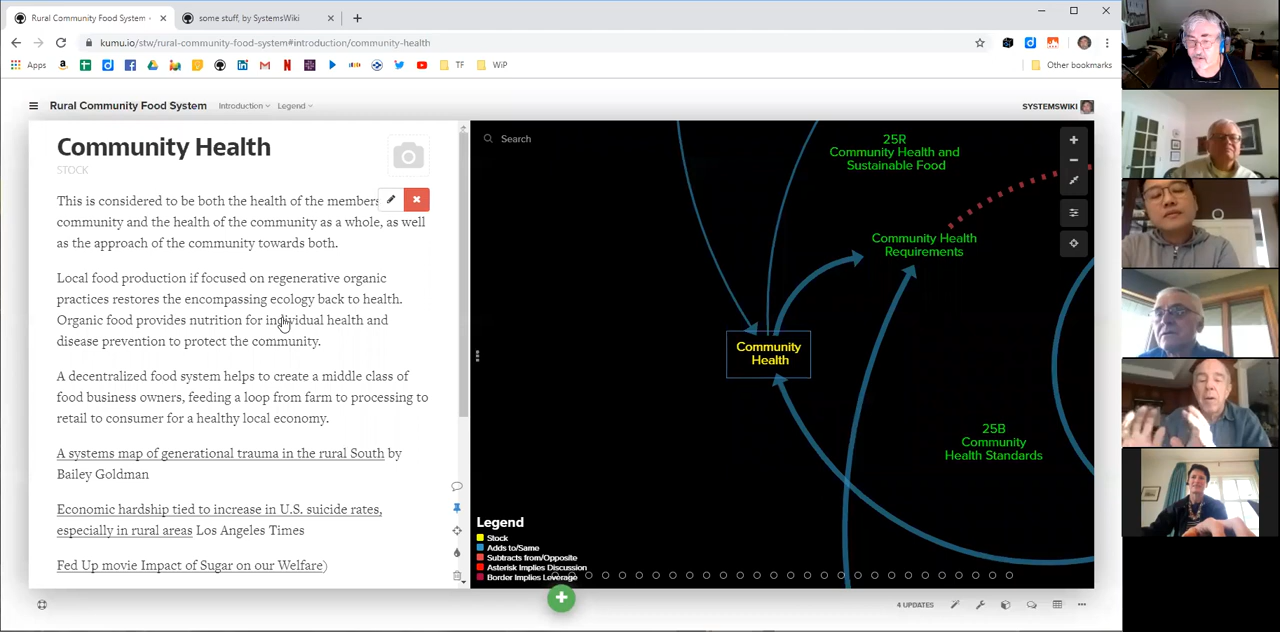 Rural Community Food System -
some stuff, by SystemsWiki
kumu.io/stw/rural-community-food-system#introduction/community-health
Apps
TF
WiP
Other bookmarks
Rural Community Food System
Introduction
Legend
SYSTEMSWIKI
Community Health
STOCK
This is considered to be both the health of the members
community and the health of the community as a whole, as well
as the approach of the community towards both.
Local food production if focused on regenerative organic
practices restores the encompassing ecology back to health.
Organic food provides nutrition for individual health and
disease prevention to protect the community.
A decentralized food system helps to create a middle class of
food business owners, feeding a loop from farm to processing to
retail to consumer for a healthy local economy.
A systems map of generational trauma in the rural South by
Bailey Goldman
Economic hardship tied to increase in U.S. suicide rates,
especially in rural areas Los Angeles Times
Fed Up movie Impact of Sugar on our Welfare)
Search
25R
Community Health and
Sustainable Food
Community Health
Requirements
Community
Health
25B
Community
Health Standards
Legend
Stock
Adds to/Same
Subtracts from/Opposite
Asterisk Implies Discussion
Border Implies Leverage
4 UPDATES